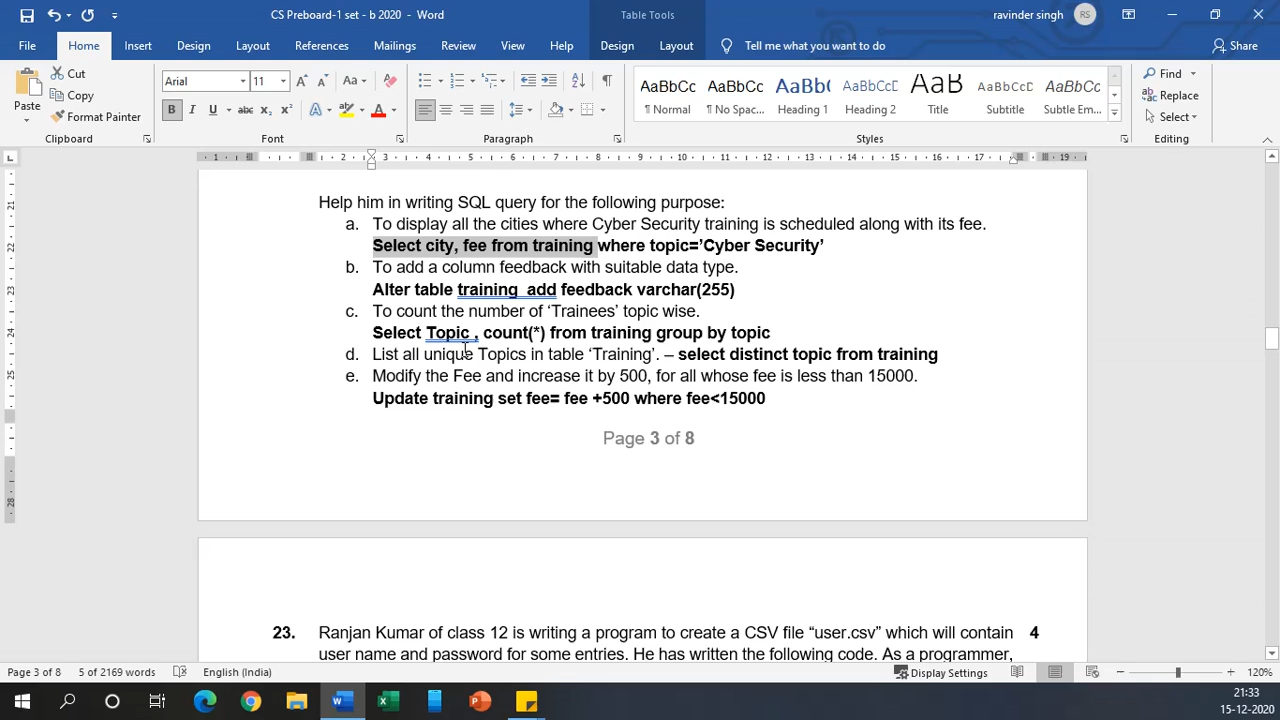 CS Preboard-1 set - b 2020 - Word
Table Tools
ravinder singh
RS
File
Home
Insert
Design
Layout
References
Mailings
Review
View
Help
Design
Layout
Tell me what you want to do
Share
Paste
Cut
Copy
Format Painter
Clipboard
Arial
11
Font
Paragraph
AaBbCc
¶ Normal
AaBbCc
¶ No Spac...
AaBb(
Heading 1
AaBbCcD
Heading 2
AaB
Title
AaBbCcD
Subtitle
AaBbCc
Subtle Em...
Styles
Find
Replace
Select
Editing
Help him in writing SQL query for the following purpose:
a. To display all the cities where Cyber Security training is scheduled along with its fee.
Select city, fee from training where topic=’Cyber Security’
b. To add a column feedback with suitable data type.
Alter table training add feedback varchar(255)
c. To count the number of ‘Trainees’ topic wise.
Select Topic , count(*) from training group by topic
d. List all unique Topics in table ‘Training’. – select distinct topic from training
e. Modify the Fee and increase it by 500, for all whose fee is less than 15000.
Update training set fee= fee +500 where fee<15000
Page 3 of 8
23. Ranjan Kumar of class 12 is writing a program to create a CSV file “user.csv” which will contain 4
user name and password for some entries. He has written the following code. As a programmer,
Page 3 of 8
5 of 2169 words
English (India)
Display Settings
120%
21:33
15-12-2020